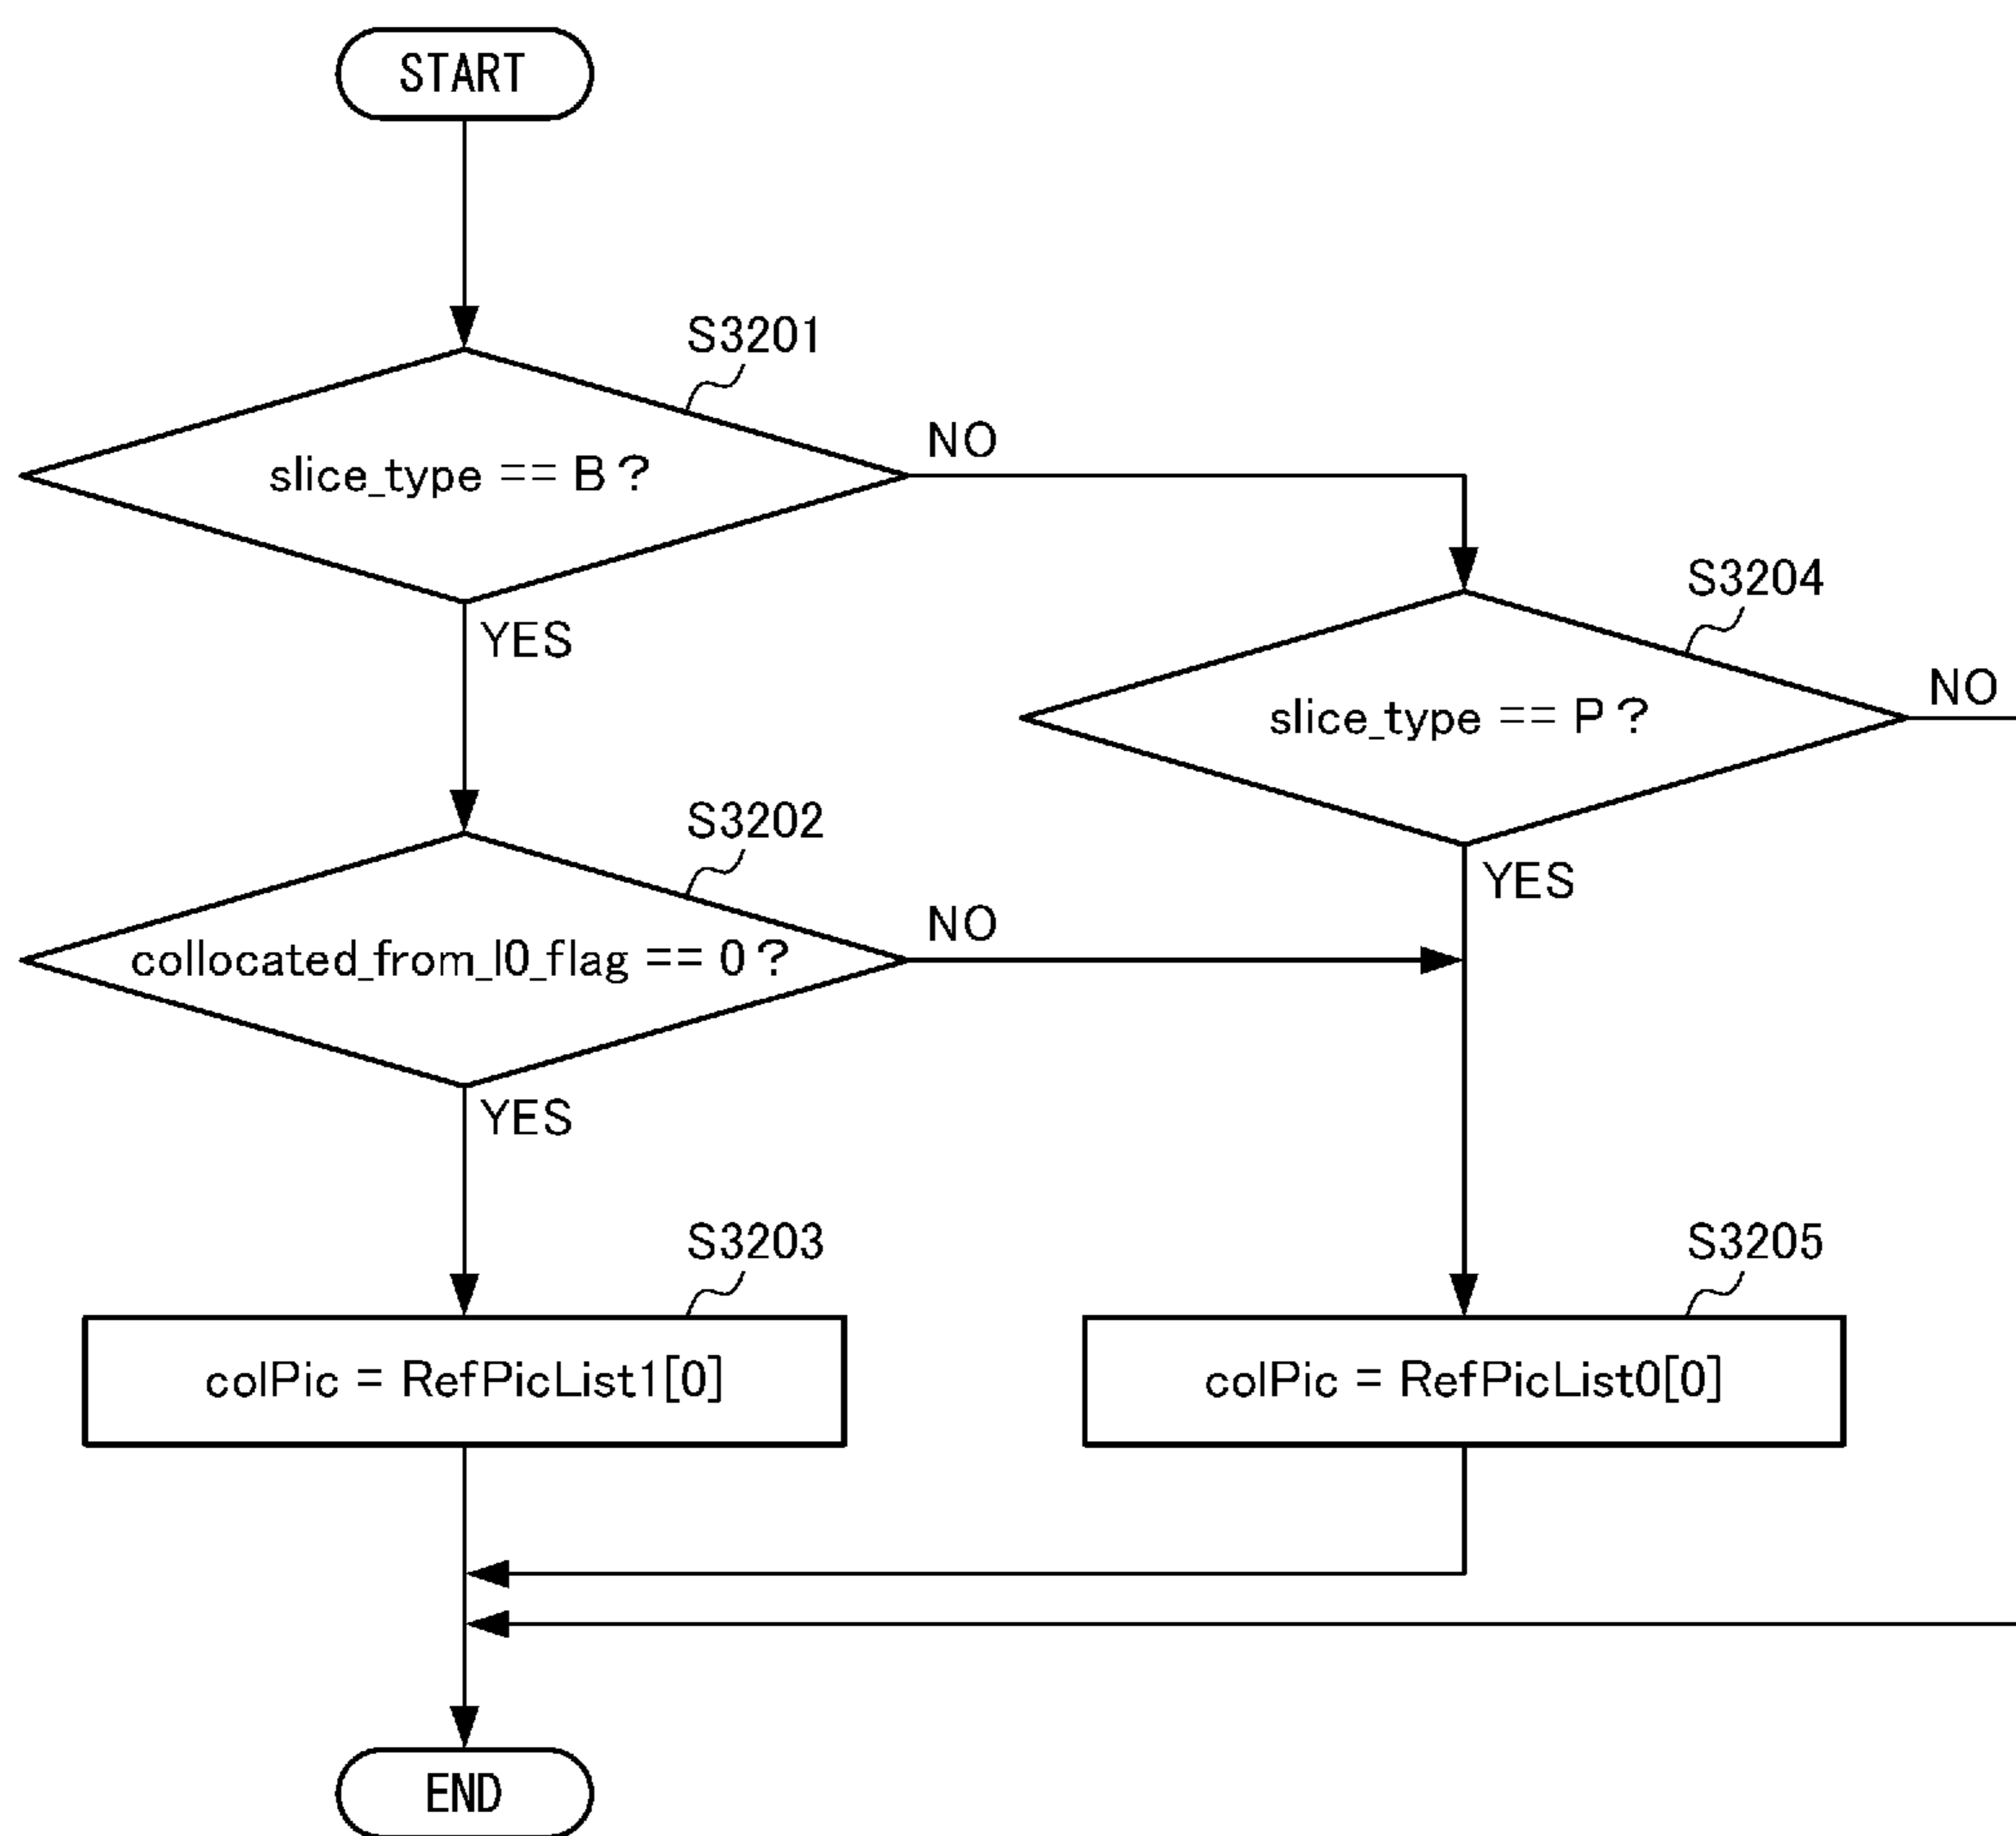 START
S3201
slice_type == B ?
NO
YES
S3204
slice_type == P ?
NO
YES
S3202
collocated_from_l0_flag == 0 ?
NO
YES
S3203
colPic = RefPicList1[0]
S3205
colPic = RefPicList0[0]
END